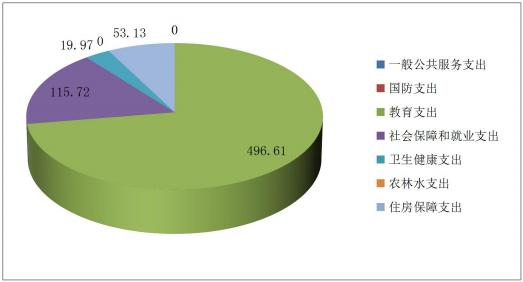 0
53.13
0
19.97
115.72
496.61
一般公共服务支出
国防支出
教育支出
社会保障和就业支出
卫生健康支出
农林水支出
住房保障支出